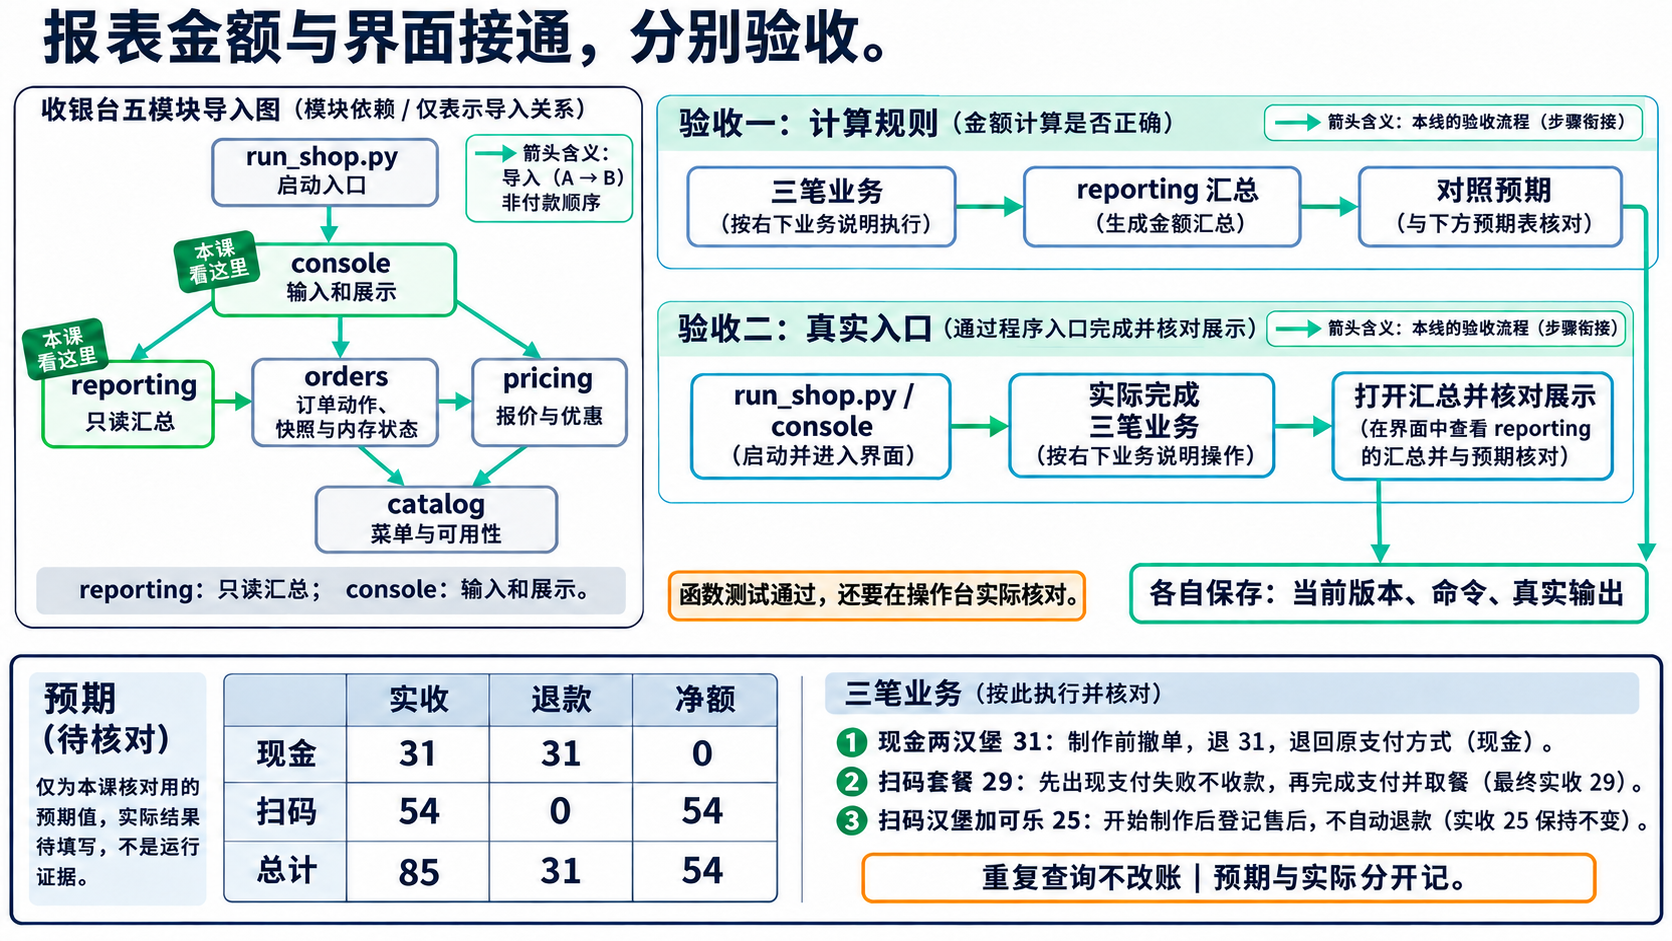 报表金额与界面接通，分别验收。
收银台五模块导入图（模块依赖 / 仅表示导入关系）
run_shop.py
启动入口
箭头含义：
导入（A → B）
非付款顺序
本课
看这里
console
输入和展示
本课
看这里
reporting
只读汇总
orders
订单动作、
快照与内存状态
pricing
报价与优惠
catalog
菜单与可用性
reporting：只读汇总； console：输入和展示。
验收一：计算规则（金额计算是否正确）
箭头含义：本线的验收流程（步骤衔接）
三笔业务
（按右下业务说明执行）
reporting 汇总
（生成金额汇总）
对照预期
（与下方预期表核对）
验收二：真实入口（通过程序入口完成并核对展示）
箭头含义：本线的验收流程（步骤衔接）
run_shop.py /
console
（启动并进入界面）
实际完成
三笔业务
（按右下业务说明操作）
打开汇总并核对展示
（在界面中查看 reporting
的汇总并与预期核对）
函数测试通过，还要在操作台实际核对。
各自保存：当前版本、命令、真实输出
预期
（待核对）
仅为本课核对用的
预期值，实际结果
待填写，不是运行
证据。
实收 退款 净额
现金 31 31 0
扫码 54 0 54
总计 85 31 54
三笔业务（按此执行并核对）
1 现金两汉堡 31：制作前撤单，退 31，退回原支付方式（现金）。
2 扫码套餐 29：先出现支付失败不收款，再完成支付并取餐（最终实收 29）。
3 扫码汉堡加可乐 25：开始制作后登记售后，不自动退款（实收 25 保持不变）。
重复查询不改账 | 预期与实际分开记。